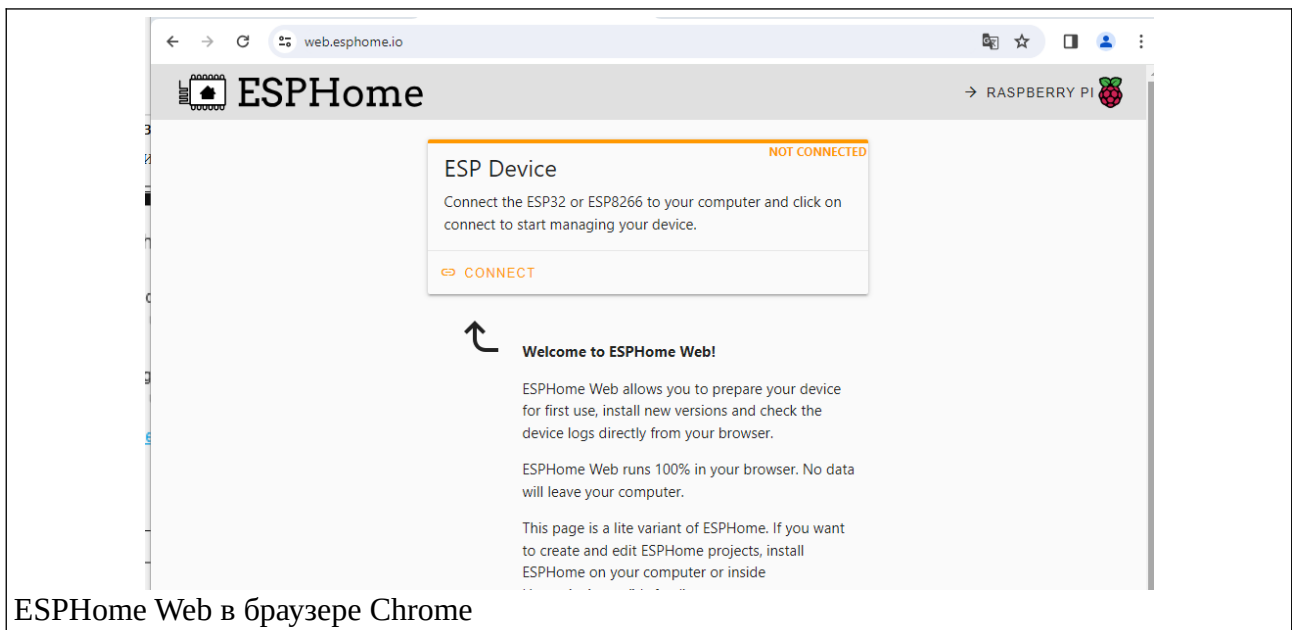 web.esphome.io
ESPHome
RASPBERRY PI
NOT CONNECTED
ESP Device
Connect the ESP32 or ESP8266 to your computer and click on
connect to start managing your device.
CONNECT
Welcome to ESPHome Web!
ESPHome Web allows you to prepare your device
for first use, install new versions and check the
device logs directly from your browser.
ESPHome Web runs 100% in your browser. No data
will leave your computer.
This page is a lite variant of ESPHome. If you want
to create and edit ESPHome projects, install
ESPHome on your computer or inside
ESPHome Web в браузере Chrome